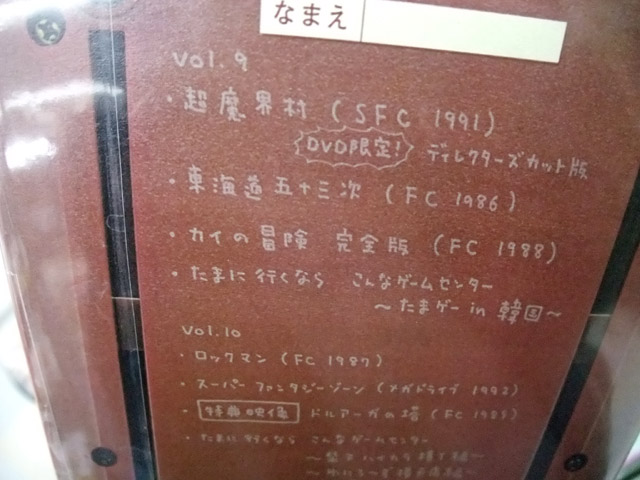 なまえ
vol.9
・超魔界村 (SFC 1991)
DVD限定! ディレクターズカット版
・東海道五十三次 (FC 1986)
・カイの冒険 完全版 (FC 1988)
・たまに行くなら こんなゲームセンター
〜たまゲー in 韓国〜
vol.10
・ロックマン (FC 1987)
・スーパーファンタジーゾーン (メガドライブ 1992)
・特典映像 ドルアーガの塔 (FC 1985)
・たまに行くなら こんなゲームセンター